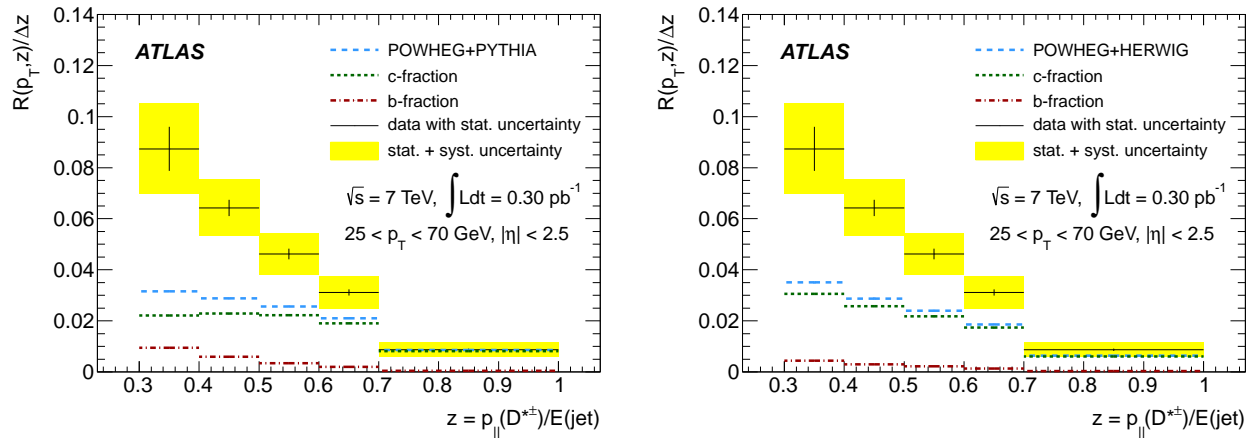 R(p_T,z)/Δz
0.14
0.12
0.1
0.08
0.06
0.04
0.02
0
ATLAS
POWHEG+PYTHIA
c-fraction
b-fraction
data with stat. uncertainty
stat. + syst. uncertainty
√s = 7 TeV, ∫Ldt = 0.30 pb⁻¹
25 < p_T < 70 GeV, |η| < 2.5
0.3 0.4 0.5 0.6 0.7 0.8 0.9 1
z = p_||(D*±)/E(jet)
R(p_T,z)/Δz
0.14
0.12
0.1
0.08
0.06
0.04
0.02
0
ATLAS
POWHEG+HERWIG
c-fraction
b-fraction
data with stat. uncertainty
stat. + syst. uncertainty
√s = 7 TeV, ∫Ldt = 0.30 pb⁻¹
25 < p_T < 70 GeV, |η| < 2.5
0.3 0.4 0.5 0.6 0.7 0.8 0.9 1
z = p_||(D*±)/E(jet)